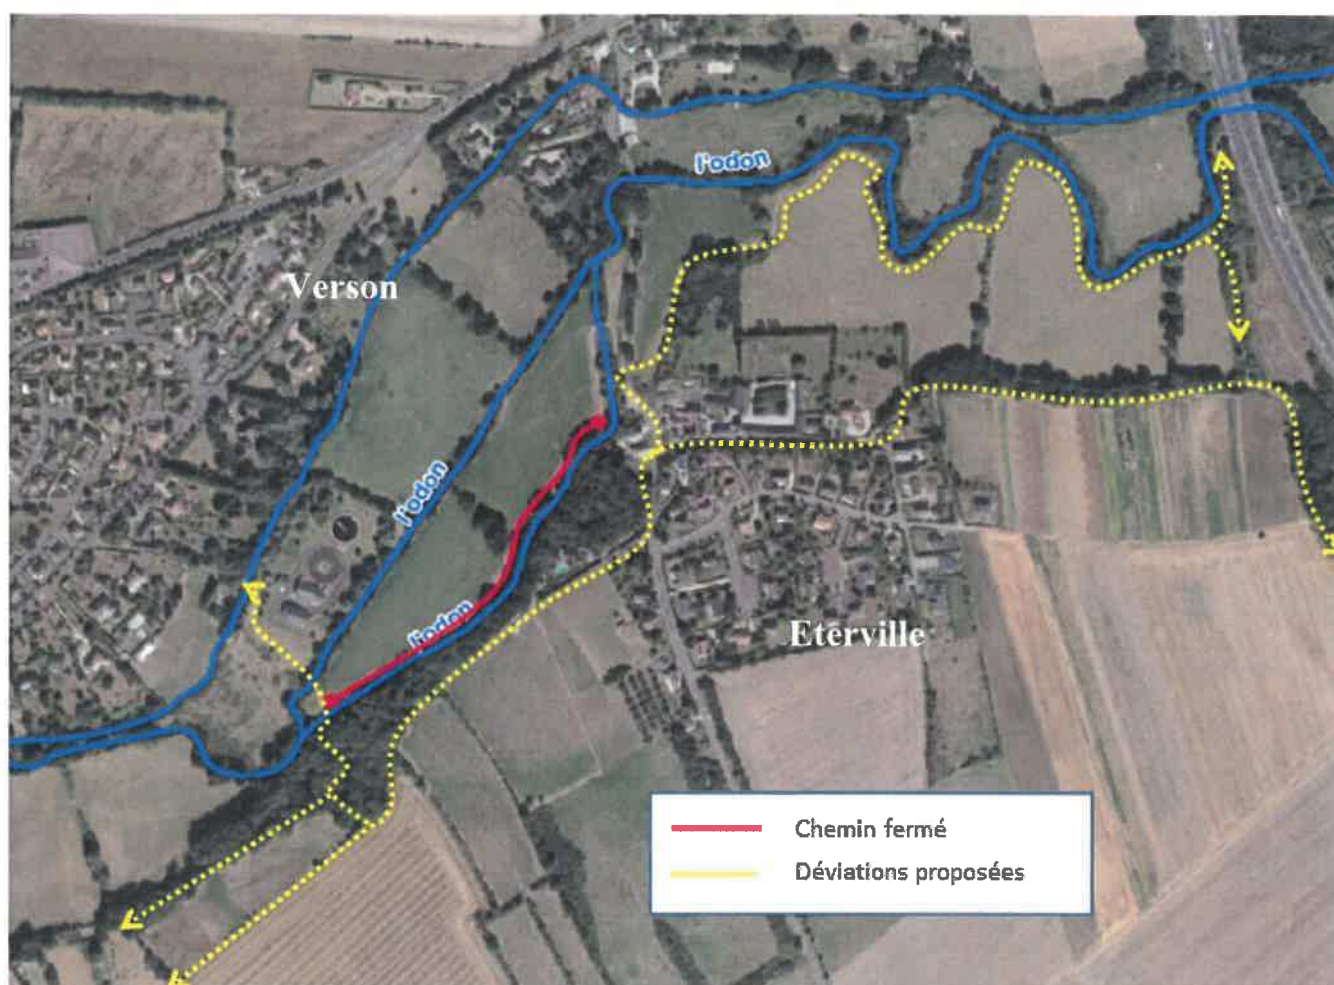 l'odon
Verson
l'odon
l'odon
Eterville
Chemin fermé
Déviations proposées